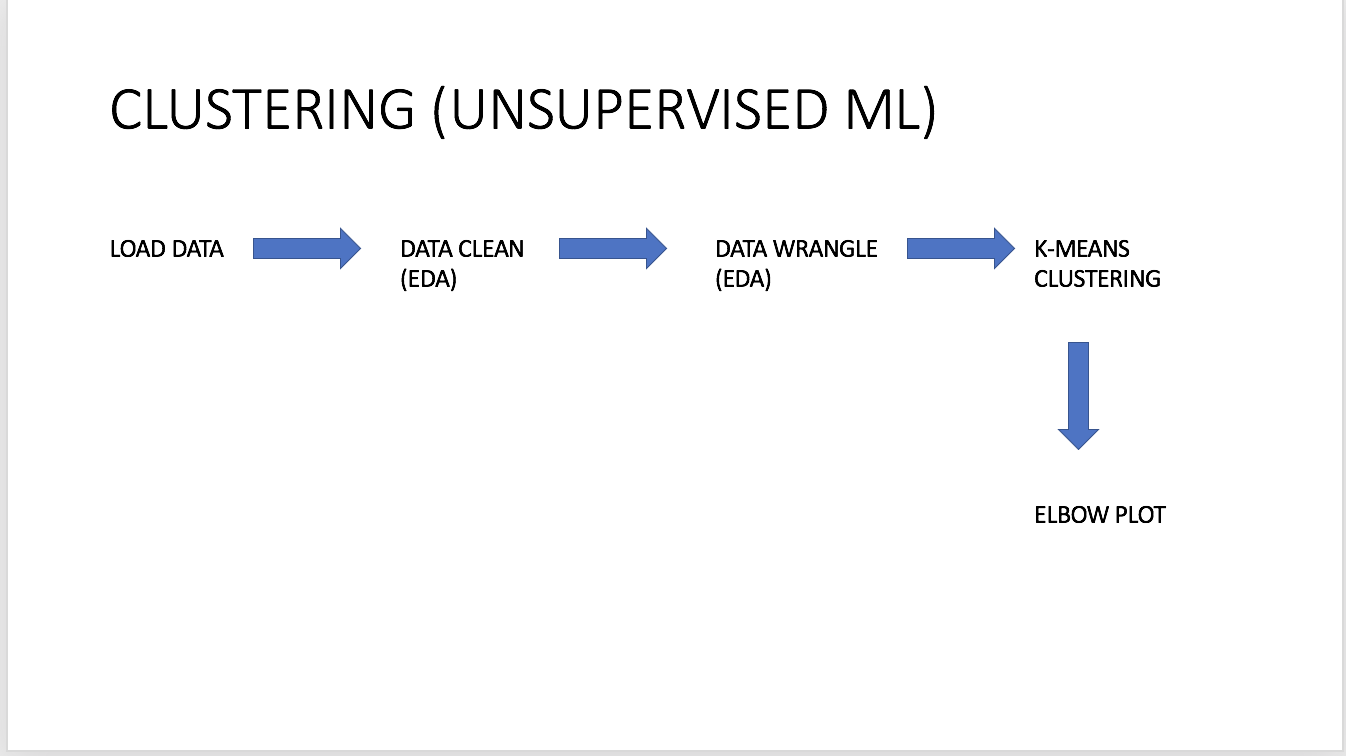 CLUSTERING (UNSUPERVISED ML)
LOAD DATA
DATA CLEAN
(EDA)
DATA WRANGLE
(EDA)
K-MEANS
CLUSTERING
ELBOW PLOT